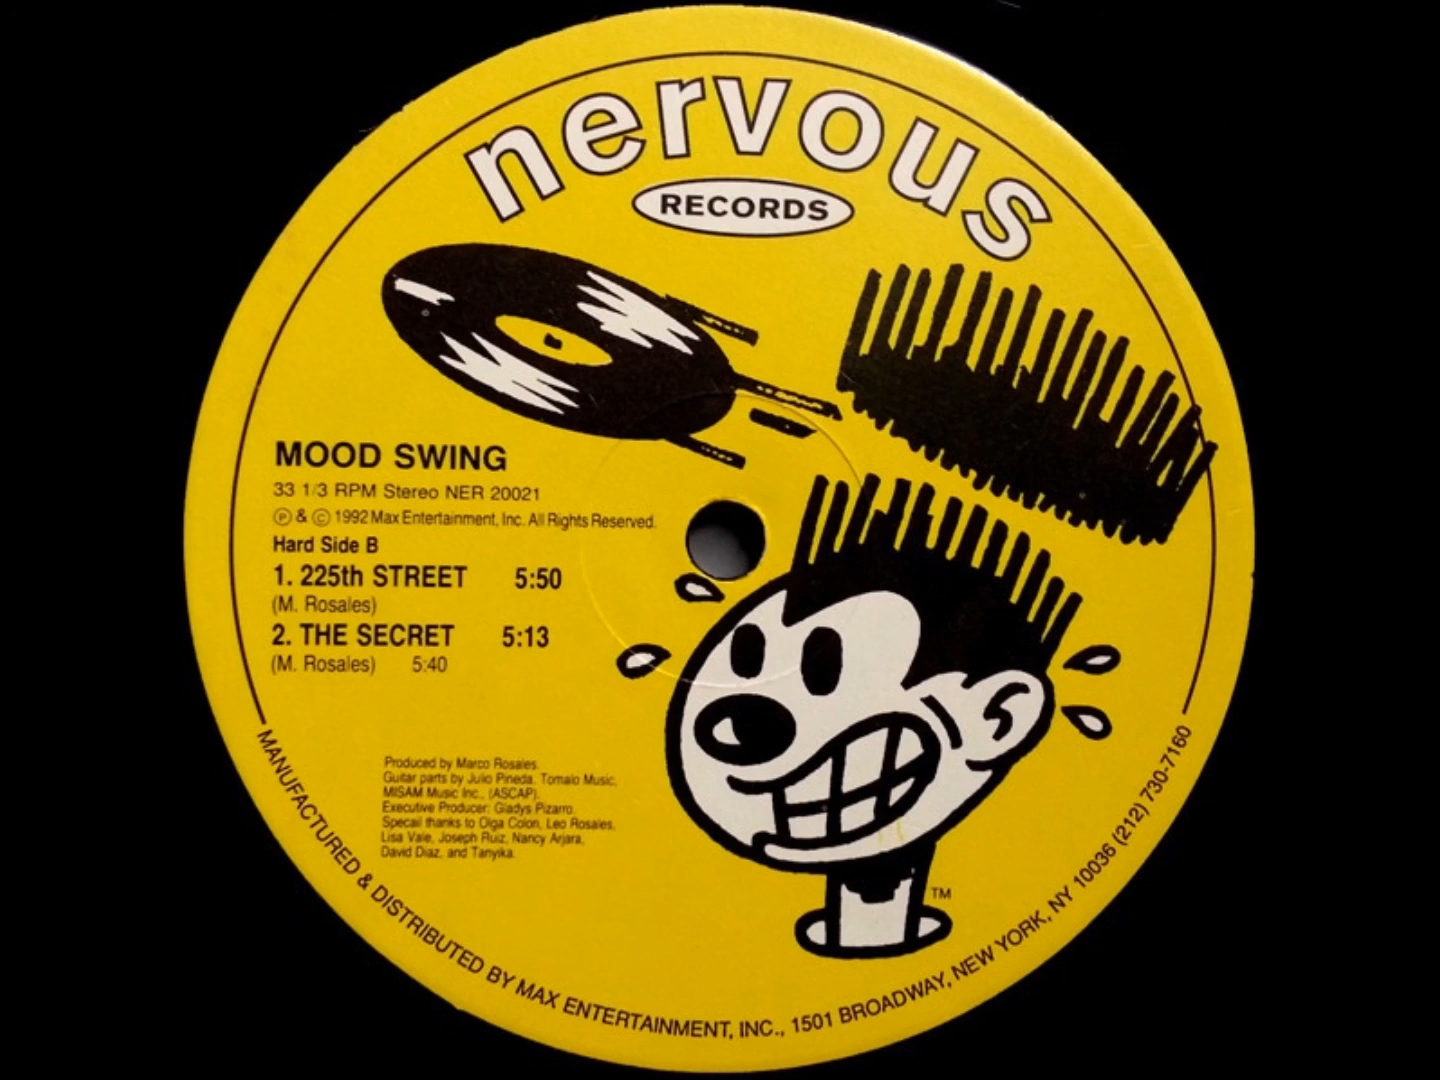 nervous
RECORDS
MOOD SWING
33 1/3 RPM Stereo NER 20021
℗ & © 1992 Max Entertainment, Inc. All Rights Reserved.
Hard Side B
1. 225th STREET 5:50
(M. Rosales)
2. THE SECRET 5:13
(M. Rosales) 5:40
Produced by Marco Rosales.
Guitar parts by Julio Pineda. Tomalo Music,
MISAM Music Inc., (ASCAP).
Executive Producer: Gladys Pizarro.
Specail thanks to Olga Colon, Leo Rosales,
Lisa Vale, Joseph Ruiz, Nancy Arjara,
David Diaz, and Tanyika.
TM
MANUFACTURED & DISTRIBUTED BY MAX ENTERTAINMENT, INC., 1501 BROADWAY, NEW YORK, NY 10036 (212) 730-7160